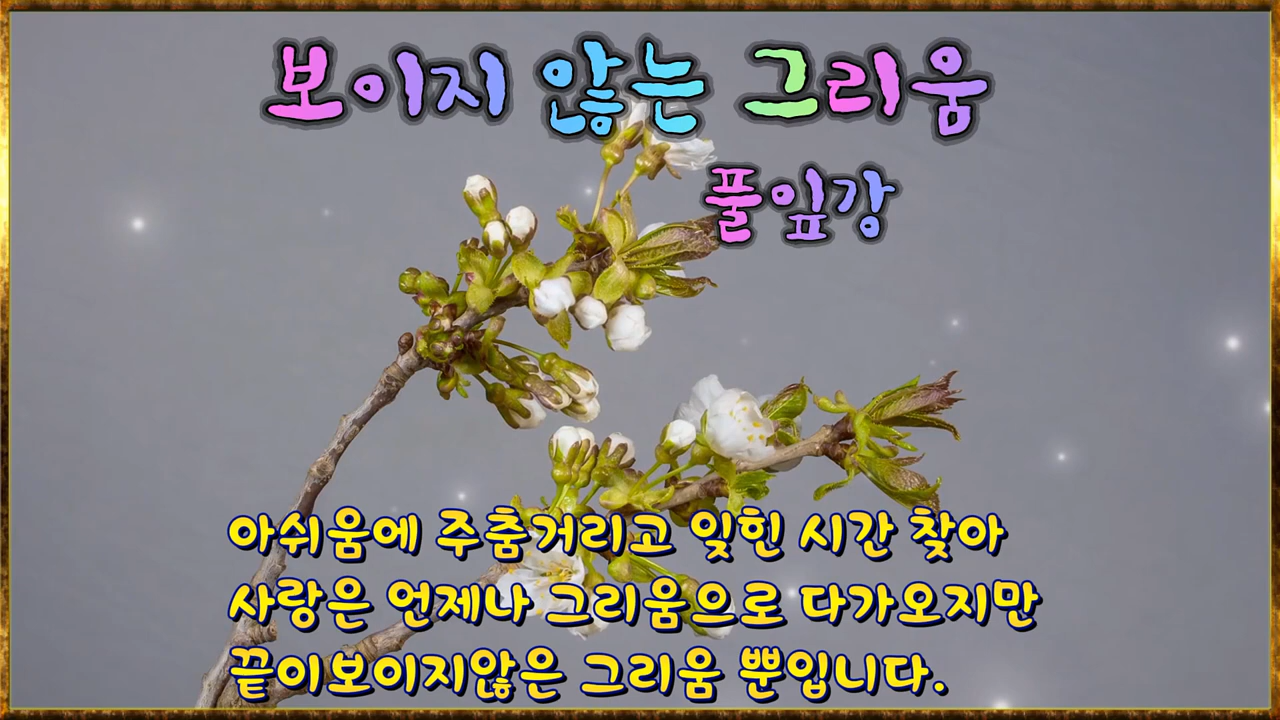 보이지 않는 그리움
풀잎강
아쉬움에 주춤거리고 잊힌 시간 찾아
사랑은 언제나 그리움으로 다가오지만
끝이보이지않은 그리움 뿐입니다.